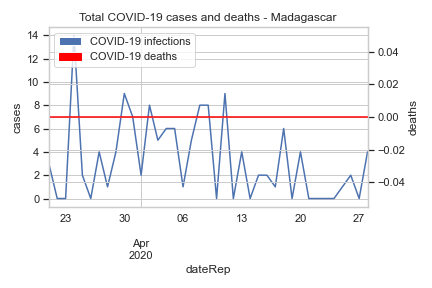 Total COVID-19 cases and deaths - Madagascar
COVID-19 infections
COVID-19 deaths
cases
14
12
10
8
6
4
2
0
0.04
0.02
0.00
−0.02
−0.04
deaths
23 30 06 13 20 27
Apr
2020
dateRep